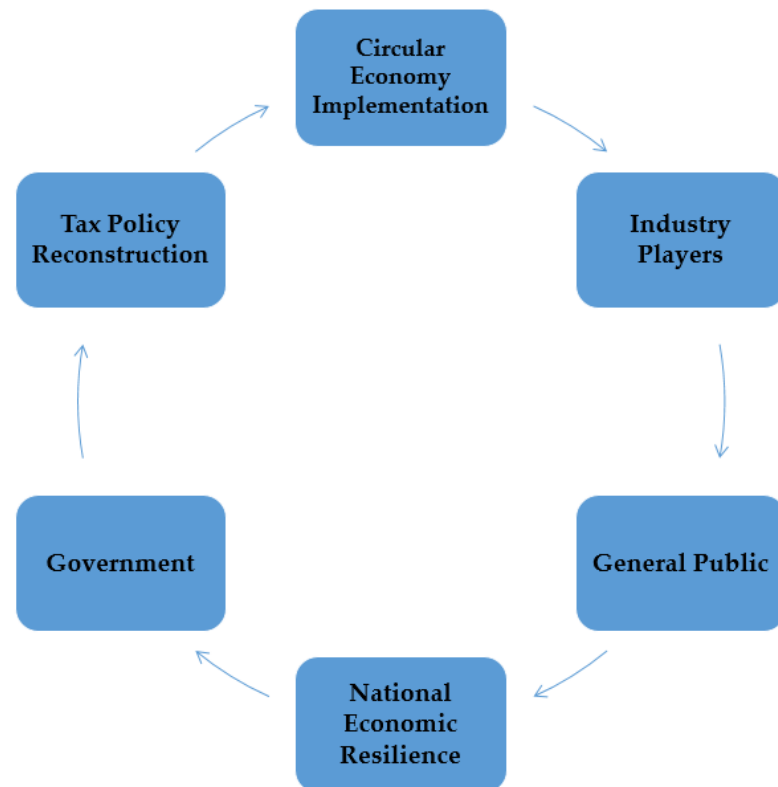 Circular
Economy
Implementation
Tax Policy
Reconstruction
Industry
Players
Government
General Public
National
Economic
Resilience